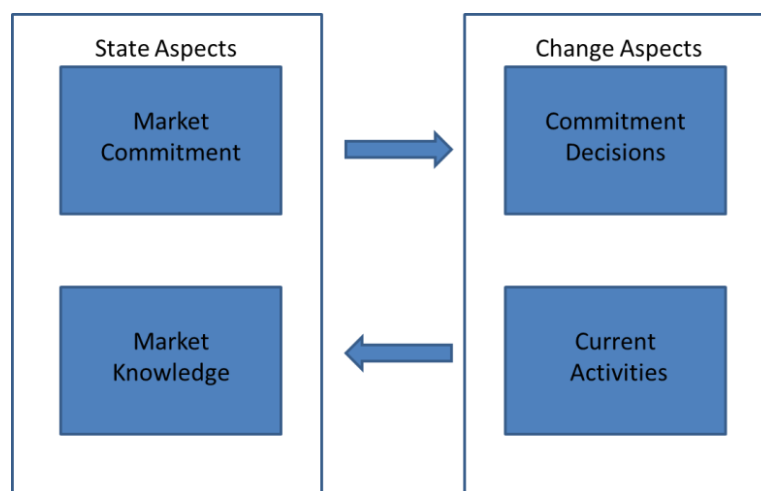 State Aspects
Market
Commitment
Market
Knowledge
Change Aspects
Commitment
Decisions
Current
Activities